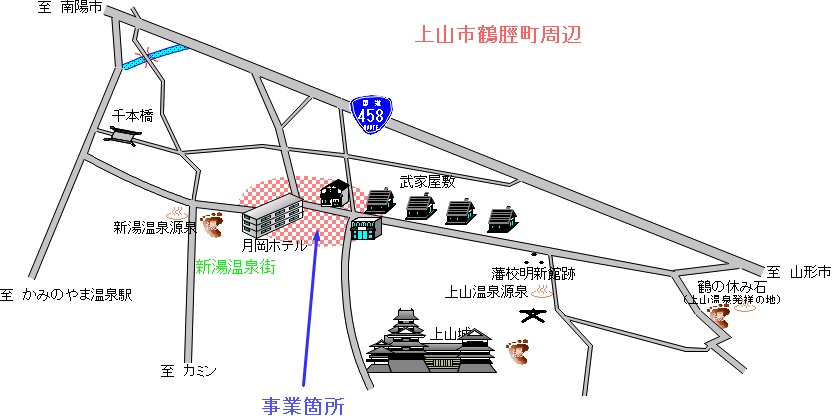 至 南陽市
上山市鶴脛町周辺
国道
458
ROUTE
千本橋
武家屋敷
新湯温泉源泉
月岡ホテル
新湯温泉街
藩校明新館跡
至 山形市
鶴の休み石
(上山温泉発祥の地)
上山温泉源泉
至 かみのやま温泉駅
上山城
至 カミン
事業箇所